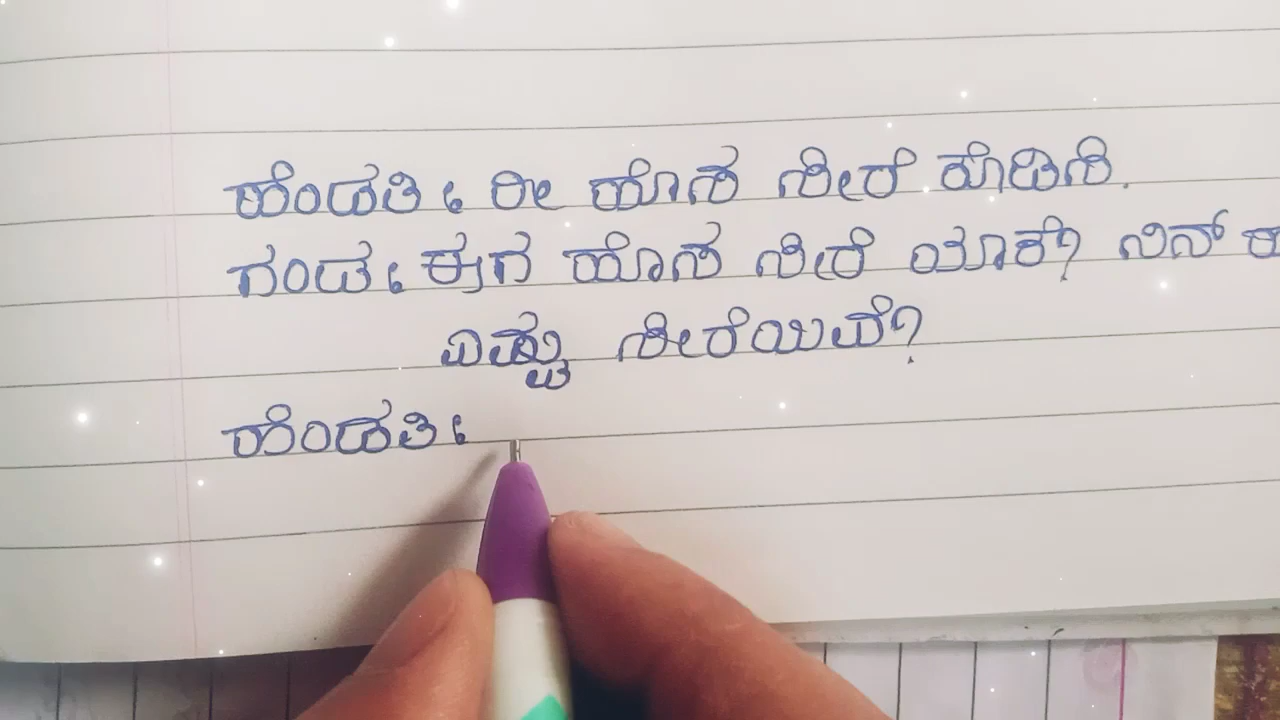 ಹೆಂಡತಿ : ರೀ ಹೊಸ ಸೀರೆ ಕೊಡಿಸಿ.
ಗಂಡ : ಈಗ ಹೊಸ ಸೀರೆ ಯಾಕೆ? ನಿನ್
ಎಷ್ಟು ಸೀರೆಯಿವೆ?
ಹೆಂಡತಿ :